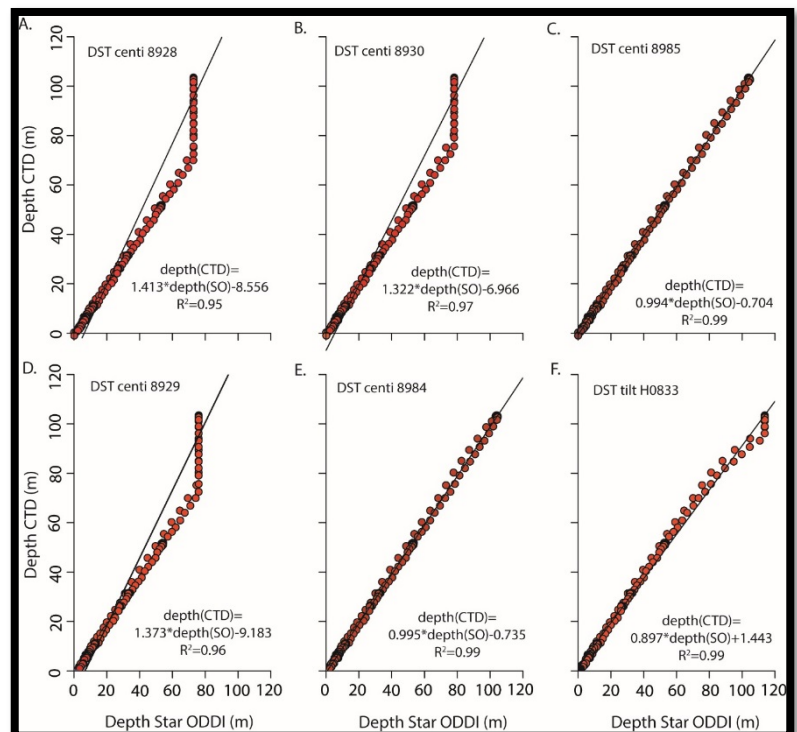 A.
DST centi 8928
depth(CTD)=
1.413*depth(SO)-8.556
R²=0.95
B.
DST centi 8930
depth(CTD)=
1.322*depth(SO)-6.966
R²=0.97
C.
DST centi 8985
depth(CTD)=
0.994*depth(SO)-0.704
R²=0.99
Depth CTD (m)
0
20
40
60
80
100
120
D.
DST centi 8929
depth(CTD)=
1.373*depth(SO)-9.183
R²=0.96
E.
DST centi 8984
depth(CTD)=
0.995*depth(SO)-0.735
R²=0.99
F.
DST tilt H0833
depth(CTD)=
0.897*depth(SO)+1.443
R²=0.99
Depth CTD (m)
0
20
40
60
80
100
120
0 20 40 60 80 100 120
0 20 40 60 80 100 120
0 20 40 60 80 100 120
Depth Star ODDI (m)
Depth Star ODDI (m)
Depth Star ODDI (m)